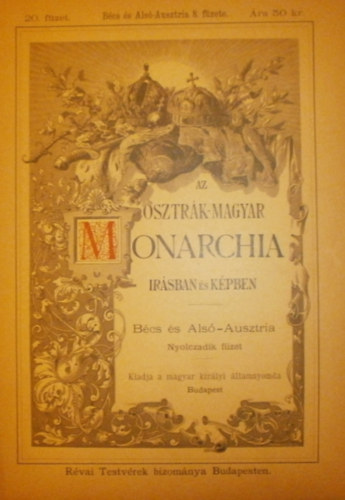 20. füzet. Bécs és Alsó-Ausztria 8. füzete. Ára 30 kr.
AZ
OSZTRÁK-MAGYAR
MONARCHIA
IRÁSBAN ÉS KÉPBEN
Bécs és Alsó-Ausztria
Nyolczadik füzet
Kiadja a magyar királyi államnyomda
Budapest
Révai Testvérek bizománya Budapesten.